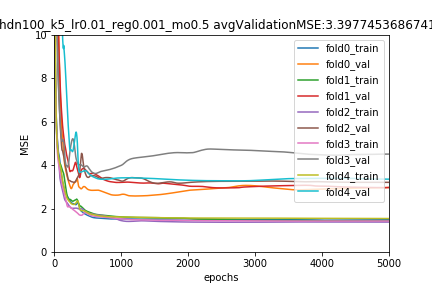 hdn100_k5_lr0.01_reg0.001_mo0.5 avgValidationMSE:3.3977453686741
10
8
6
4
2
0
MSE
fold0_train
fold0_val
fold1_train
fold1_val
fold2_train
fold2_val
fold3_train
fold3_val
fold4_train
fold4_val
0
1000
2000
3000
4000
5000
epochs